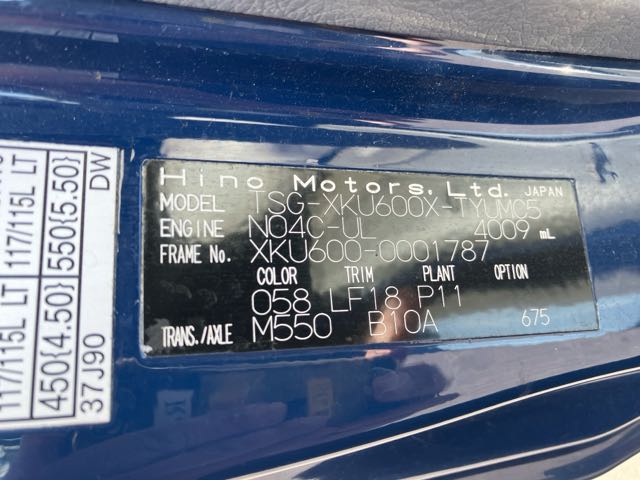 Hino Motors, Ltd. JAPAN
MODEL TSG-XKU600X-TYUMC5
ENGINE N04C-UL 4009 mL
FRAME No. XKU600-0001787
COLOR TRIM PLANT OPTION
058 LF18 P11
TRANS./AXLE M550 B10A 675
117/115L LT 117/115L LT
450{4.50} 550{5.50}
37J90 DW